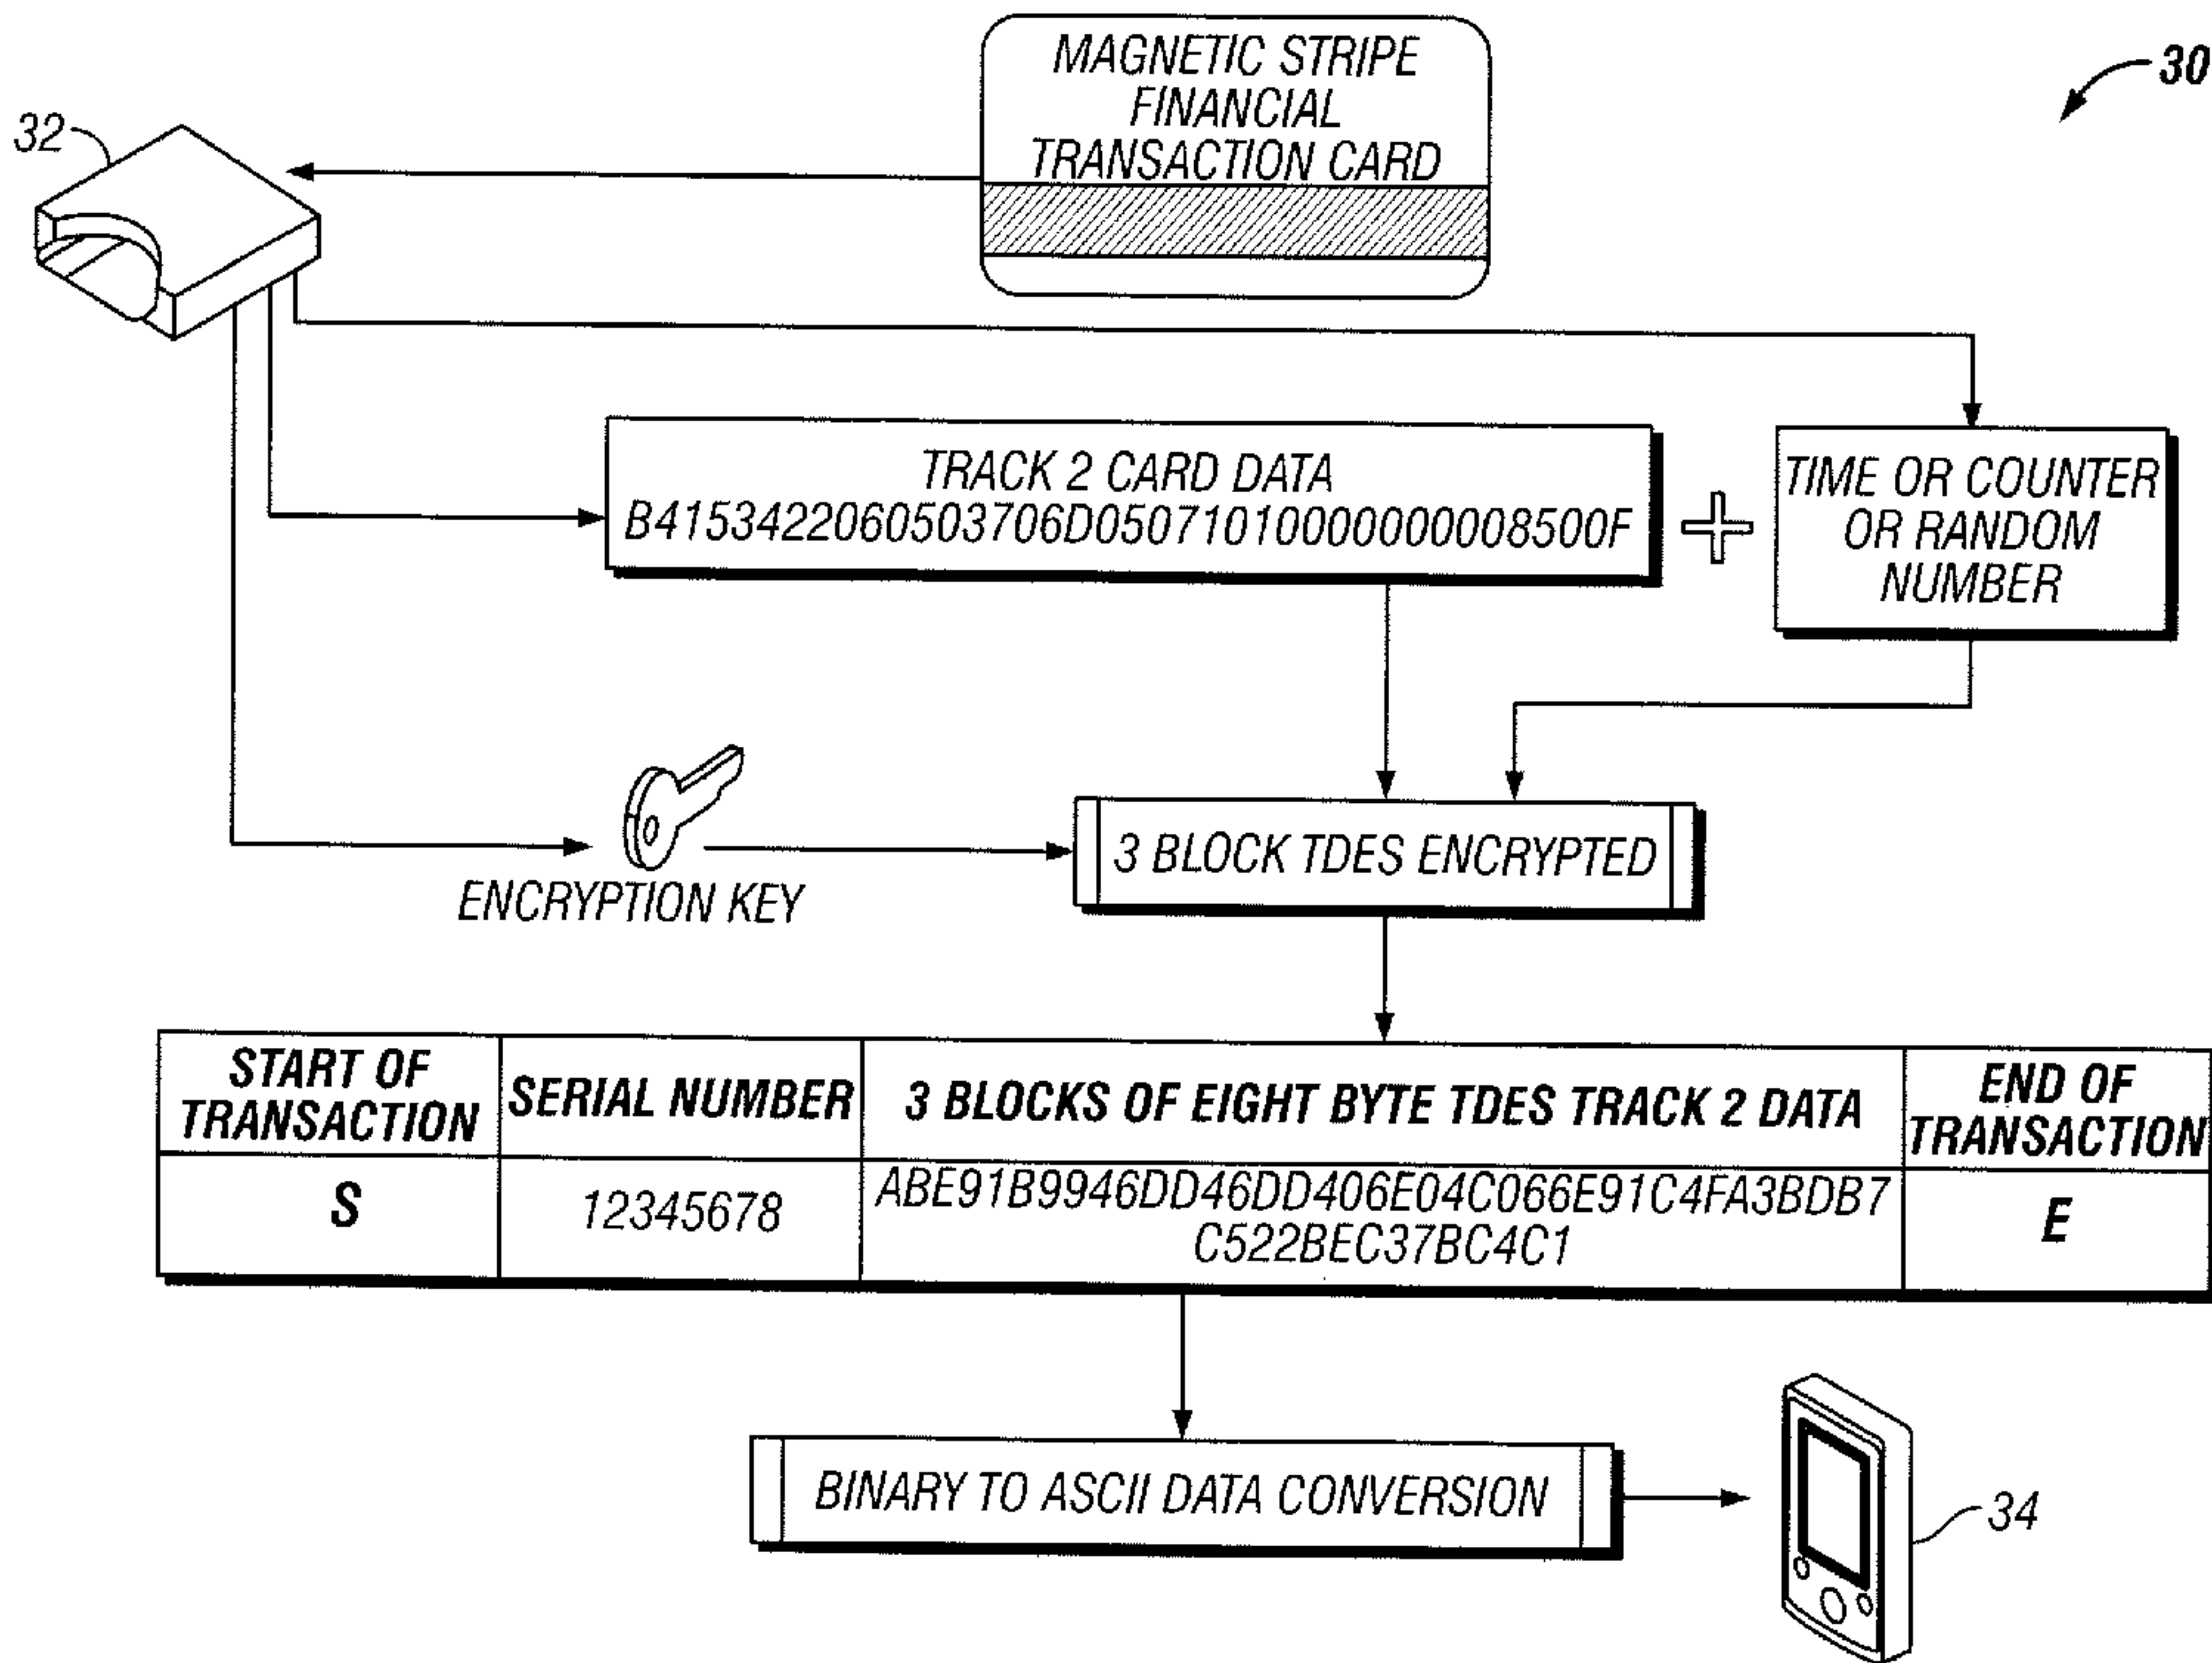 MAGNETIC STRIPE
FINANCIAL
TRANSACTION CARD
30
32
TRACK 2 CARD DATA
B4153422060503706D05071010000000008500F
TIME OR COUNTER
OR RANDOM
NUMBER
3 BLOCK TDES ENCRYPTED
ENCRYPTION KEY
START OF
TRANSACTION
SERIAL NUMBER
3 BLOCKS OF EIGHT BYTE TDES TRACK 2 DATA
END OF
TRANSACTION
S
12345678
ABE91B9946DD46DD406E04C066E91C4FA3BDB7
C522BEC37BC4C1
E
BINARY TO ASCII DATA CONVERSION
34